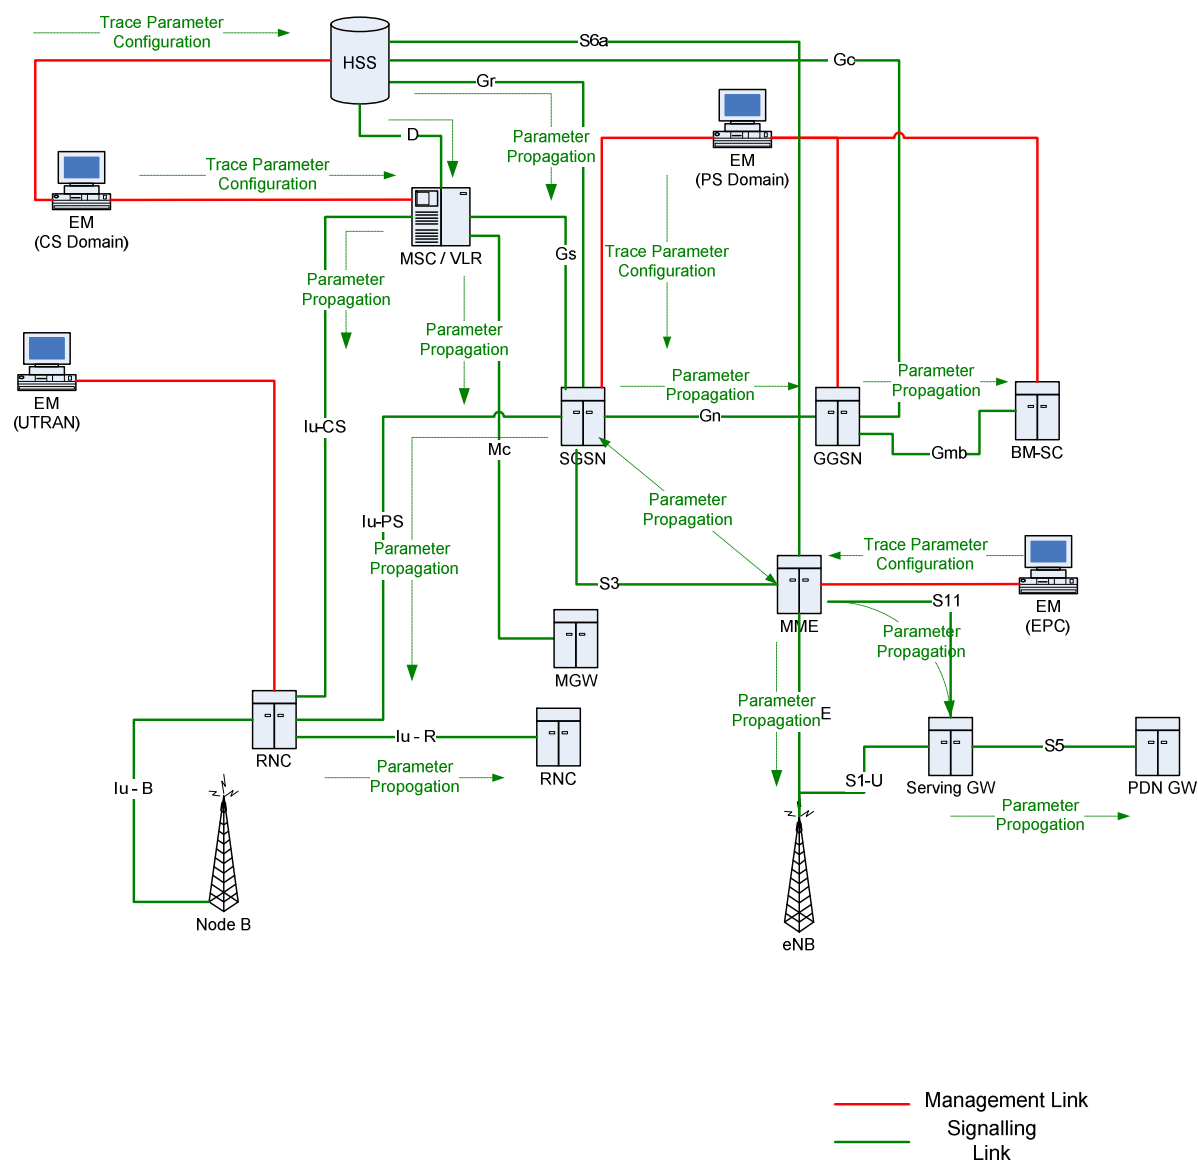 Trace Parameter
Configuration
HSS
S6a
Gc
Gr
D
Parameter
Propagation
EM
(PS Domain)
Trace Parameter
Configuration
EM
(CS Domain)
MSC / VLR
Gs
Trace Parameter
Configuration
Parameter
Propagation
Parameter
Propagation
EM
(UTRAN)
Parameter
Propagation
Parameter
Propagation
Iu-CS
Mc
SGSN
Gn
GGSN
Gmb
BM-SC
Iu-PS
Parameter
Propagation
Parameter
Propagation
Trace Parameter
Configuration
S3
MME
S11
EM
(EPC)
Parameter
Propagation
MGW
Parameter
Propagation
E
RNC
Iu - R
RNC
Parameter
Propogation
Iu - B
S1-U
Serving GW
S5
PDN GW
Parameter
Propogation
Node B
eNB
Management Link
Signalling
Link